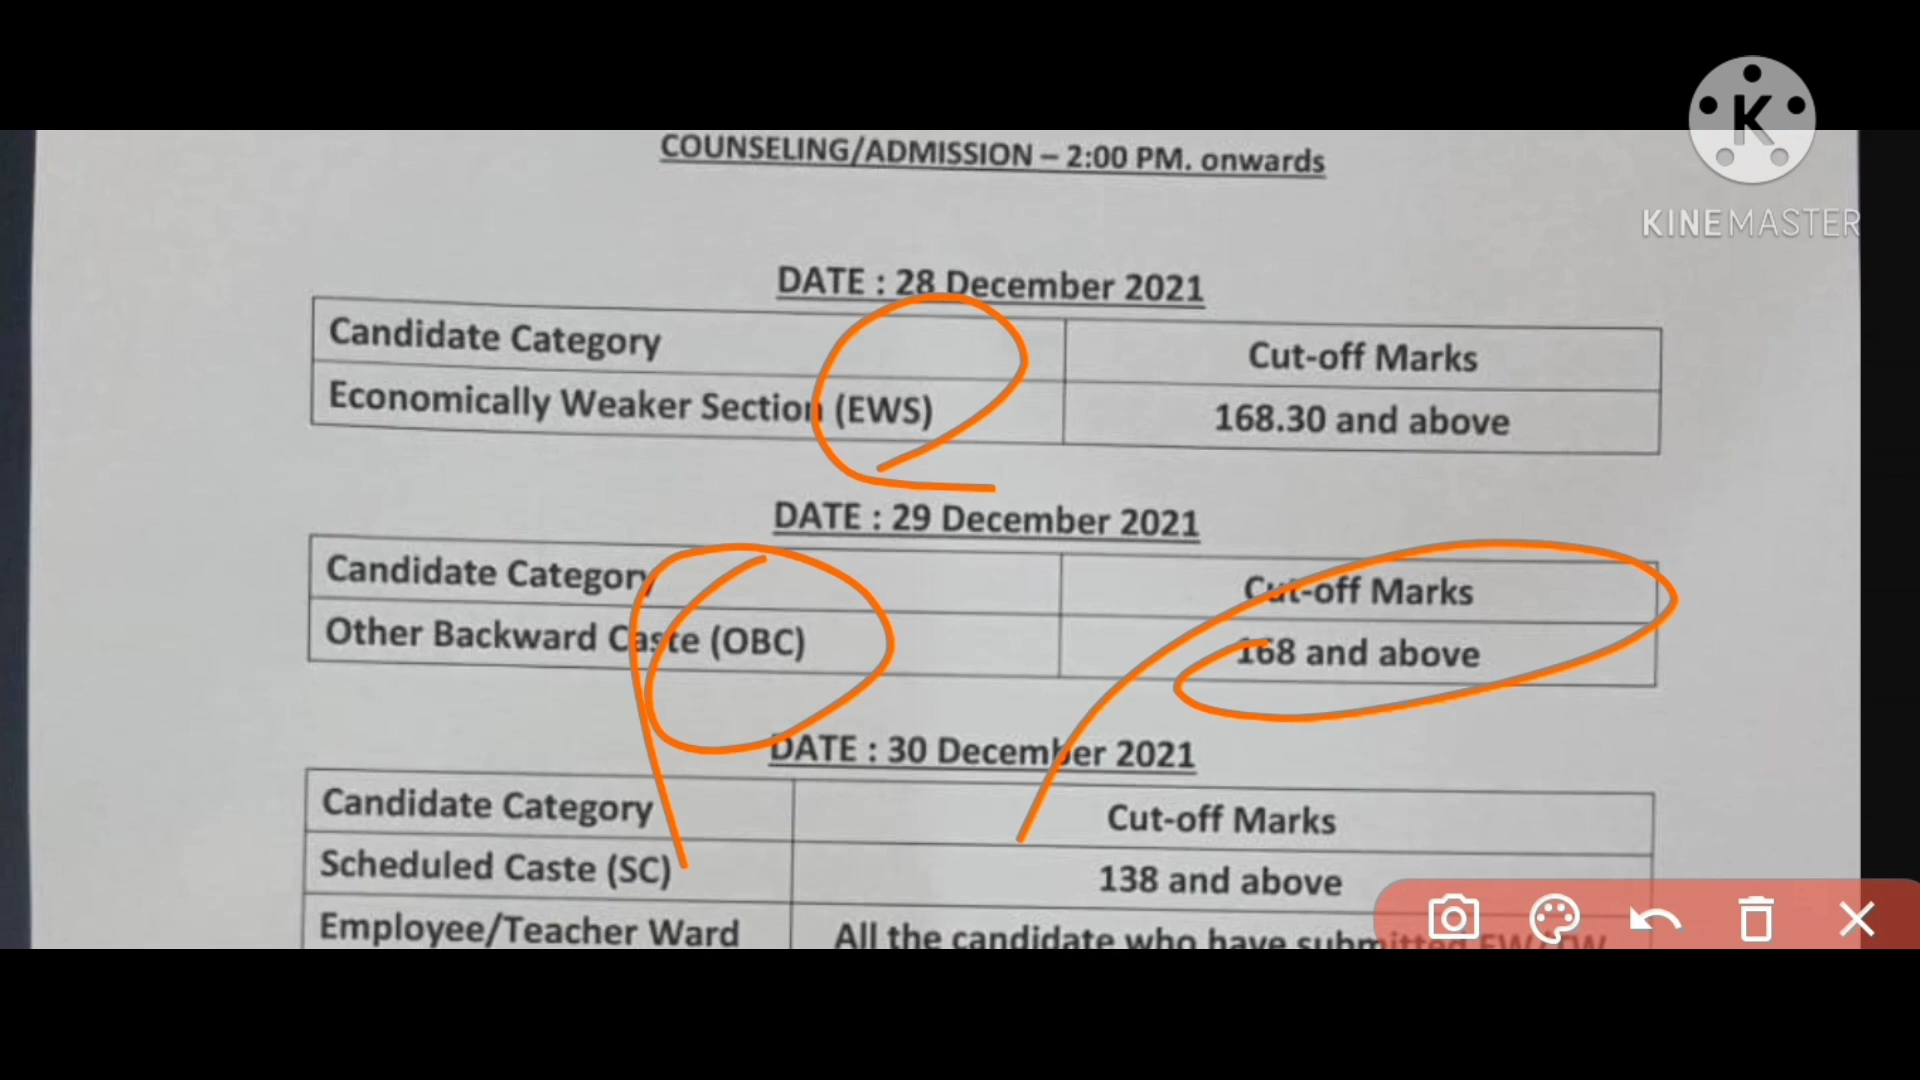 COUNSELING/ADMISSION – 2:00 PM. onwards
K
KINEMASTER
DATE : 28 December 2021
Candidate Category Cut-off Marks
Economically Weaker Section (EWS) 168.30 and above
DATE : 29 December 2021
Candidate Category Cut-off Marks
Other Backward Caste (OBC) 168 and above
DATE : 30 December 2021
Candidate Category Cut-off Marks
Scheduled Caste (SC) 138 and above
Employee/Teacher Ward All the candidate who have submitted EW/TW